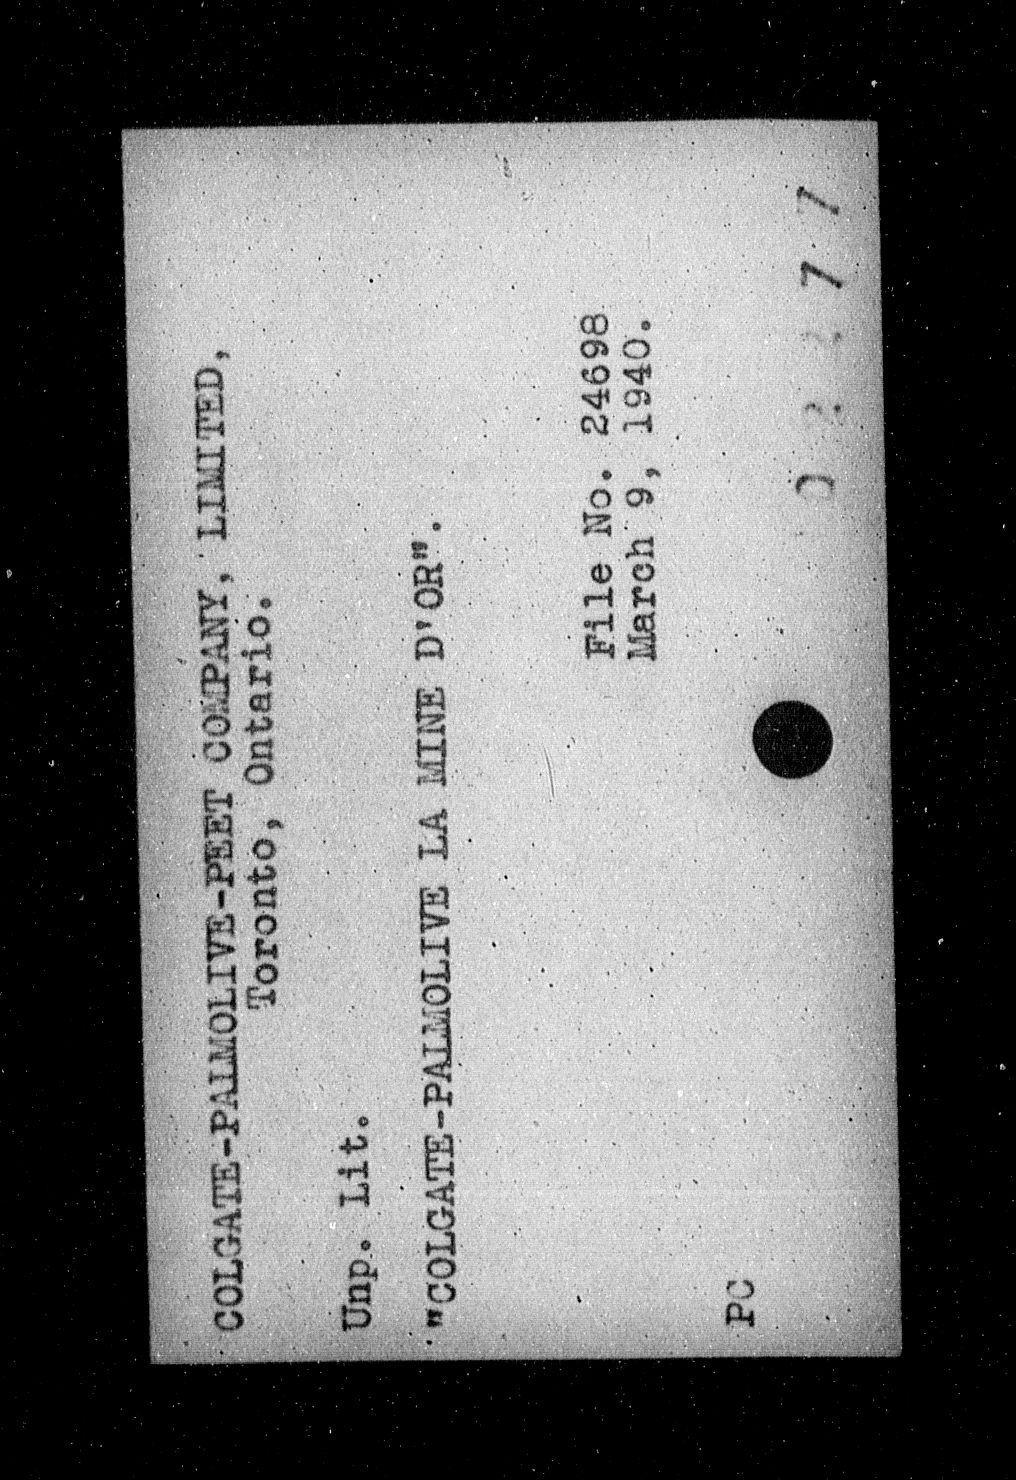 COLGATE-PALMOLIVE-PEET COMPANY, LIMITED,
Toronto, Ontario.
Unp. Lit.
"COLGATE-PALMOLIVE LA MINE D'OR".
File No. 24698
March 9, 1940.
PC